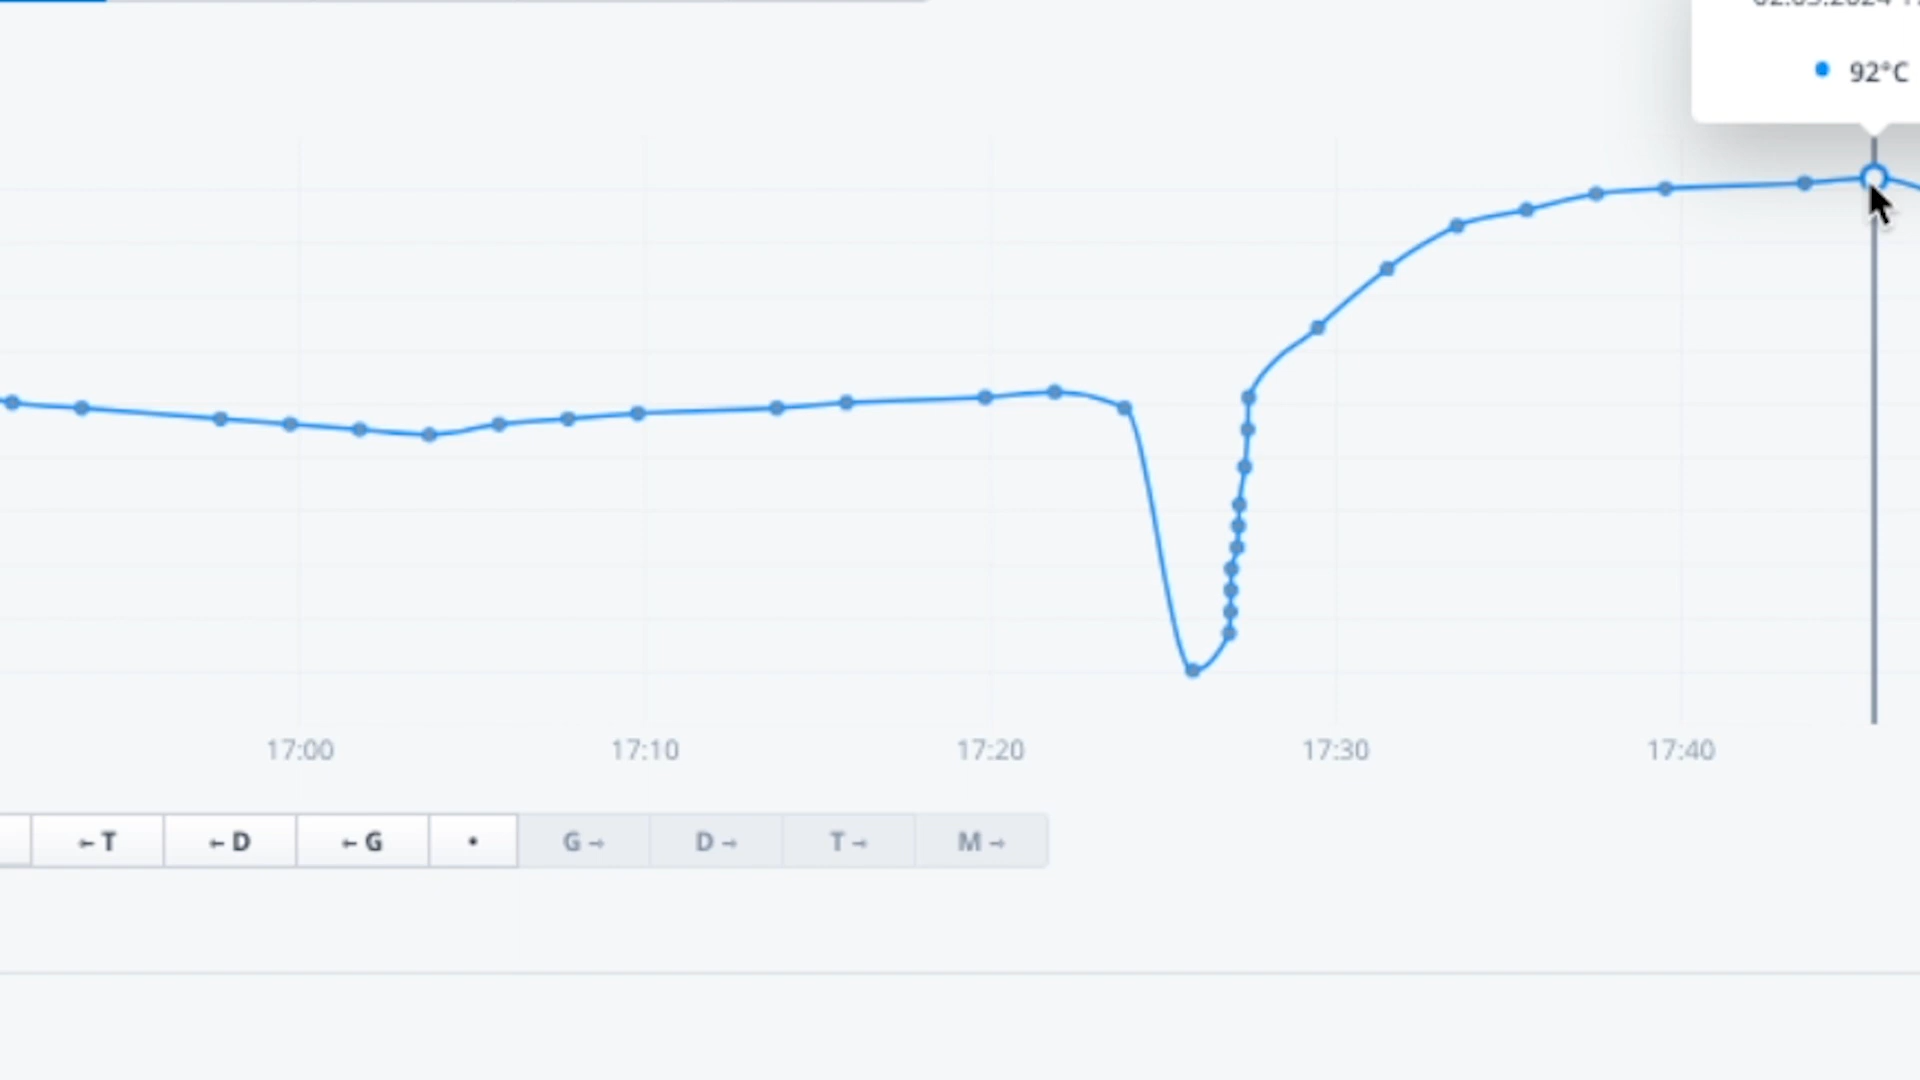 92°C
17:00 17:10 17:20 17:30 17:40
←T ←D ←G • G→ D→ T→ M→